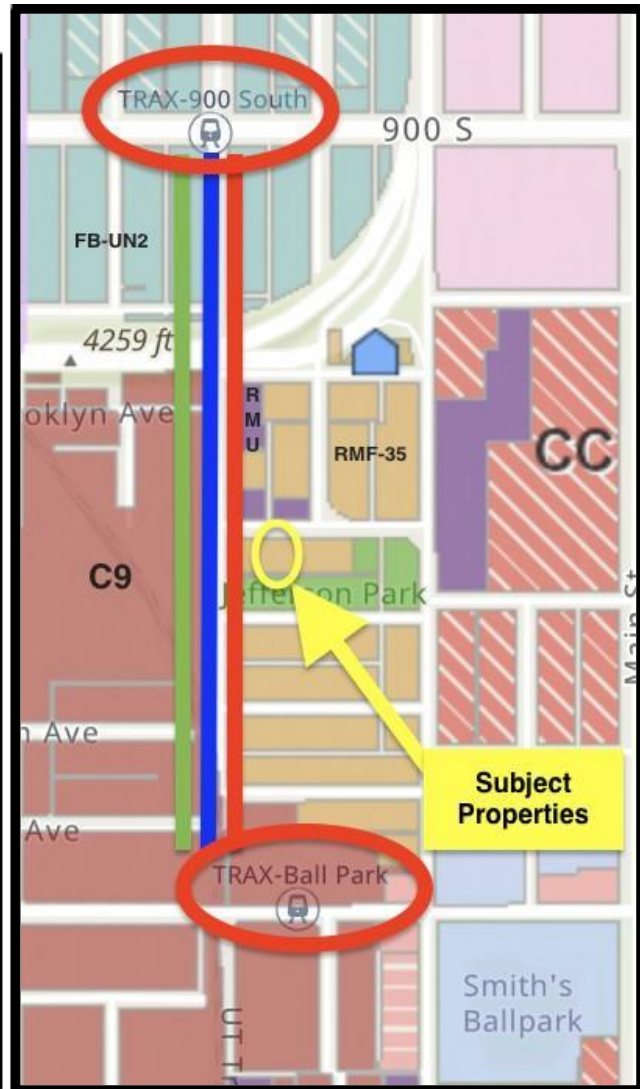 TRAX-900 South
900 S
FB-UN2
4259 ft
oklyn Ave
R
M
U
RMF-35
CC
C9
Jefferson Park
Main St
n Ave
Subject
Properties
Ave
TRAX-Ball Park
Smith's
Ballpark
UT Tr